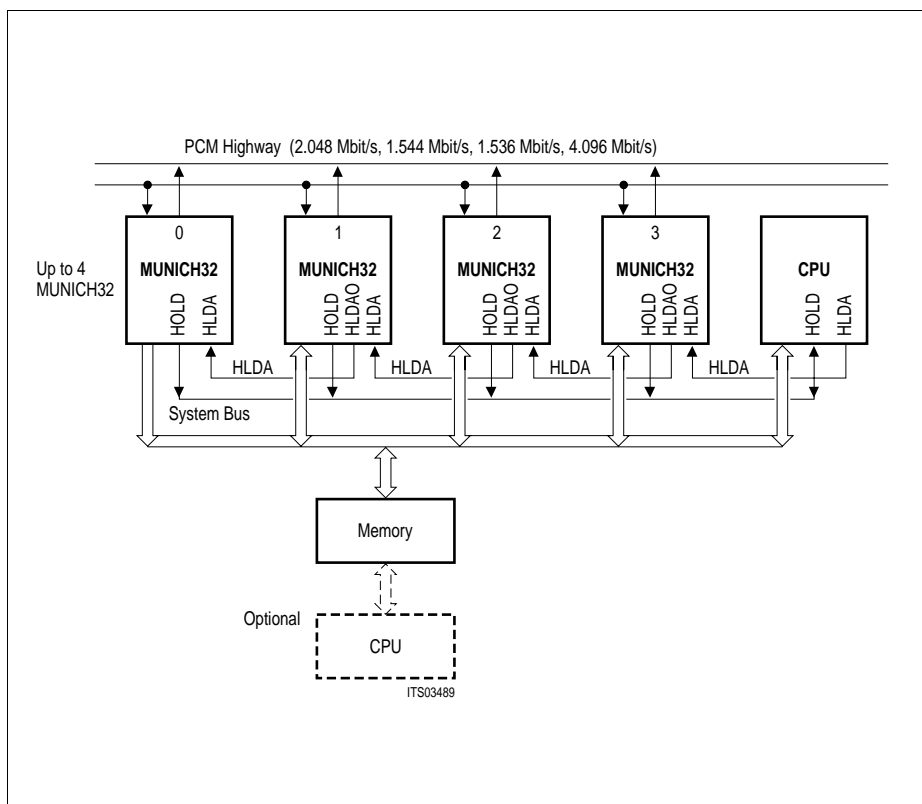 PCM Highway (2.048 Mbit/s, 1.544 Mbit/s, 1.536 Mbit/s, 4.096 Mbit/s)
0
1
2
3
MUNICH32
MUNICH32
MUNICH32
MUNICH32
CPU
Up to 4
MUNICH32
HOLD
HLDA
HOLD
HLDAO
HLDA
HOLD
HLDAO
HLDA
HOLD
HLDAO
HLDA
HOLD
HLDA
HLDA
HLDA
HLDA
HLDA
System Bus
Memory
Optional
CPU
ITS03489